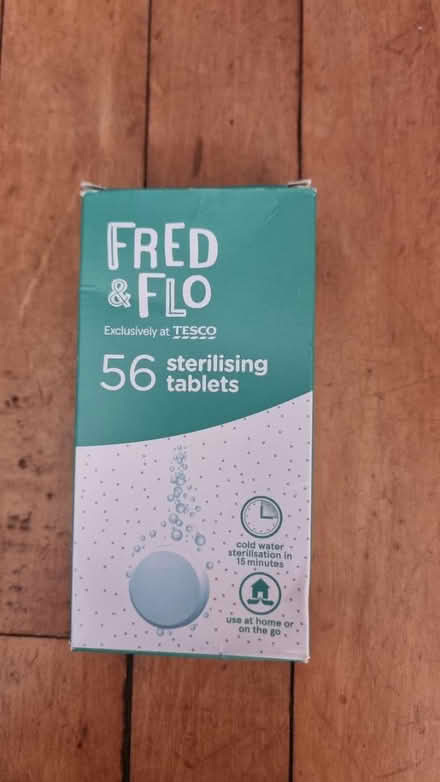 FRED
& FLO
Exclusively at TESCO
56 sterilising
tablets
cold water
sterilisation in
15 minutes
use at home or
on the go